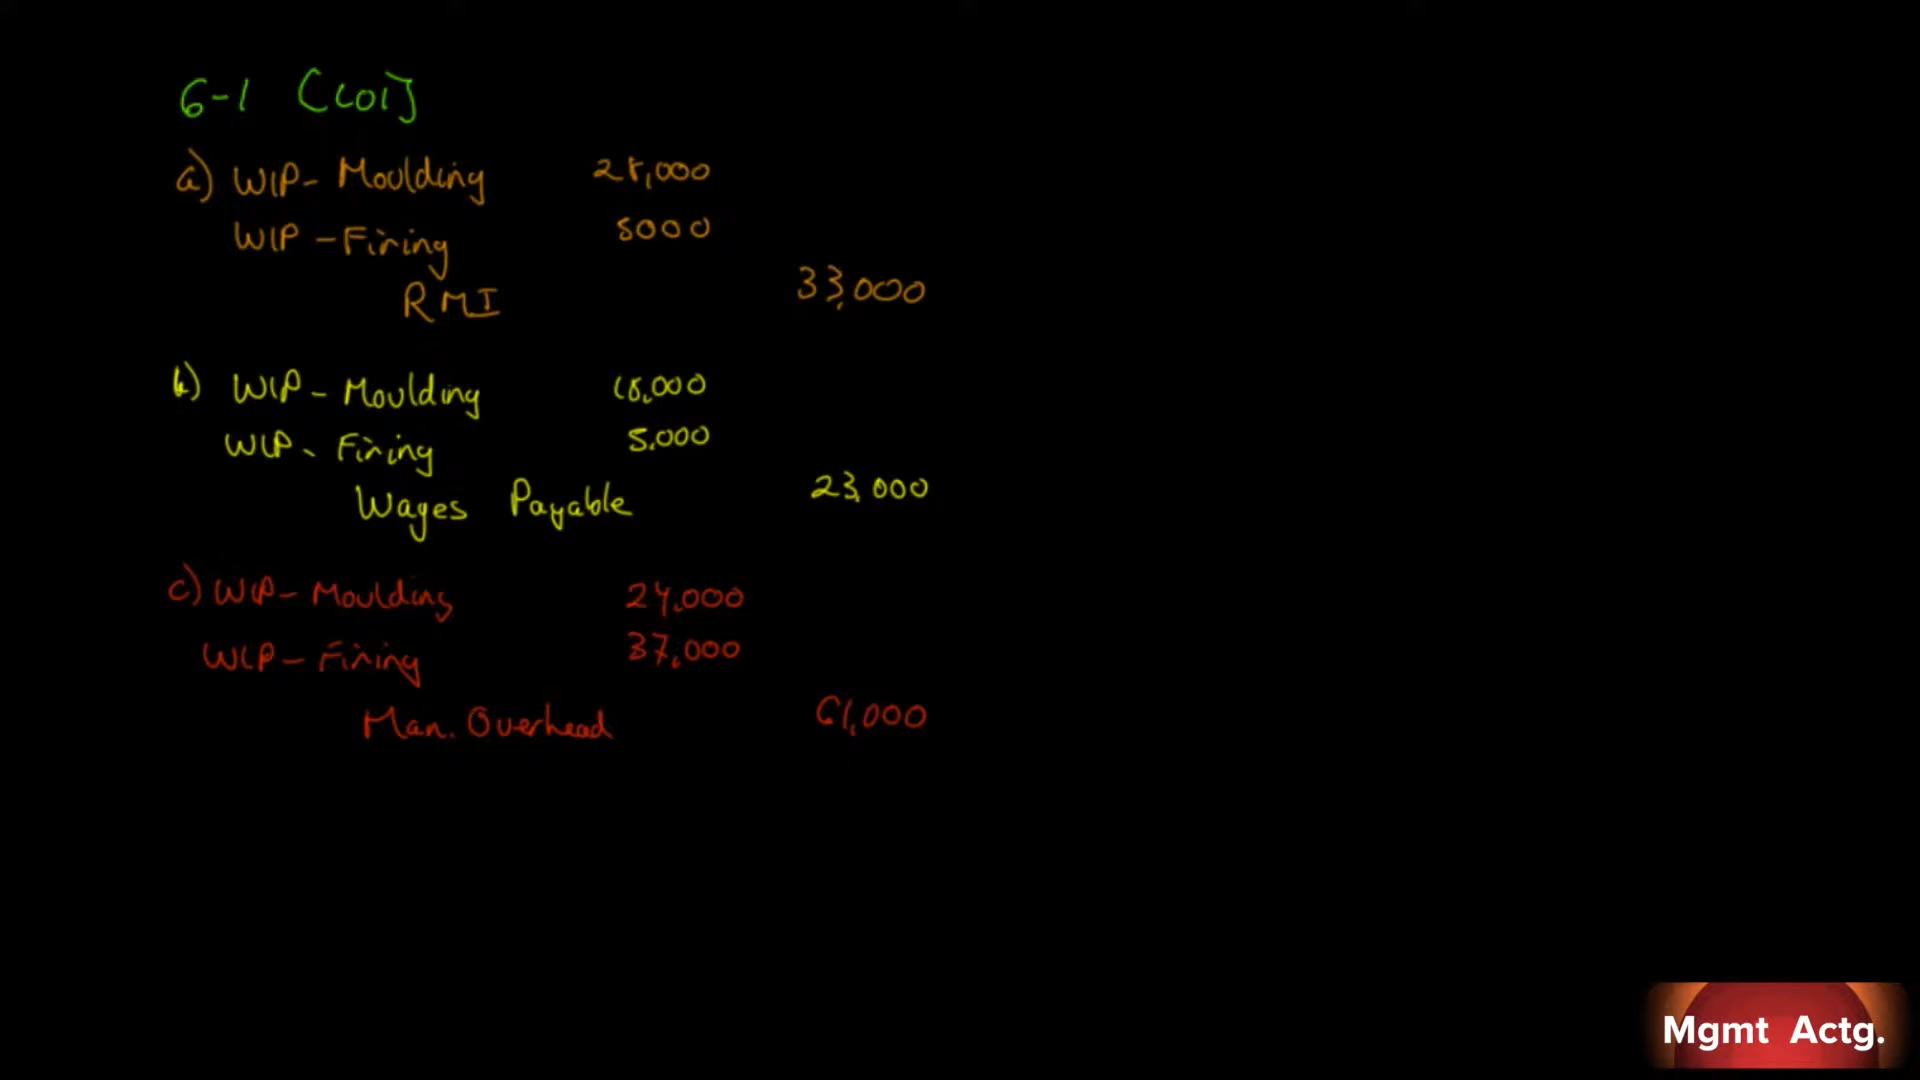 6-1 (LO1]
a) WIP- Moulding 28,000
WIP - Firing 5000
RMI 33,000
b) WIP - Moulding 18,000
WIP - Firing 5,000
Wages Payable 23,000
c) WIP - Moulding 24,000
WIP - Firing 37,000
Man. Overhead 61,000
Mgmt Actg.